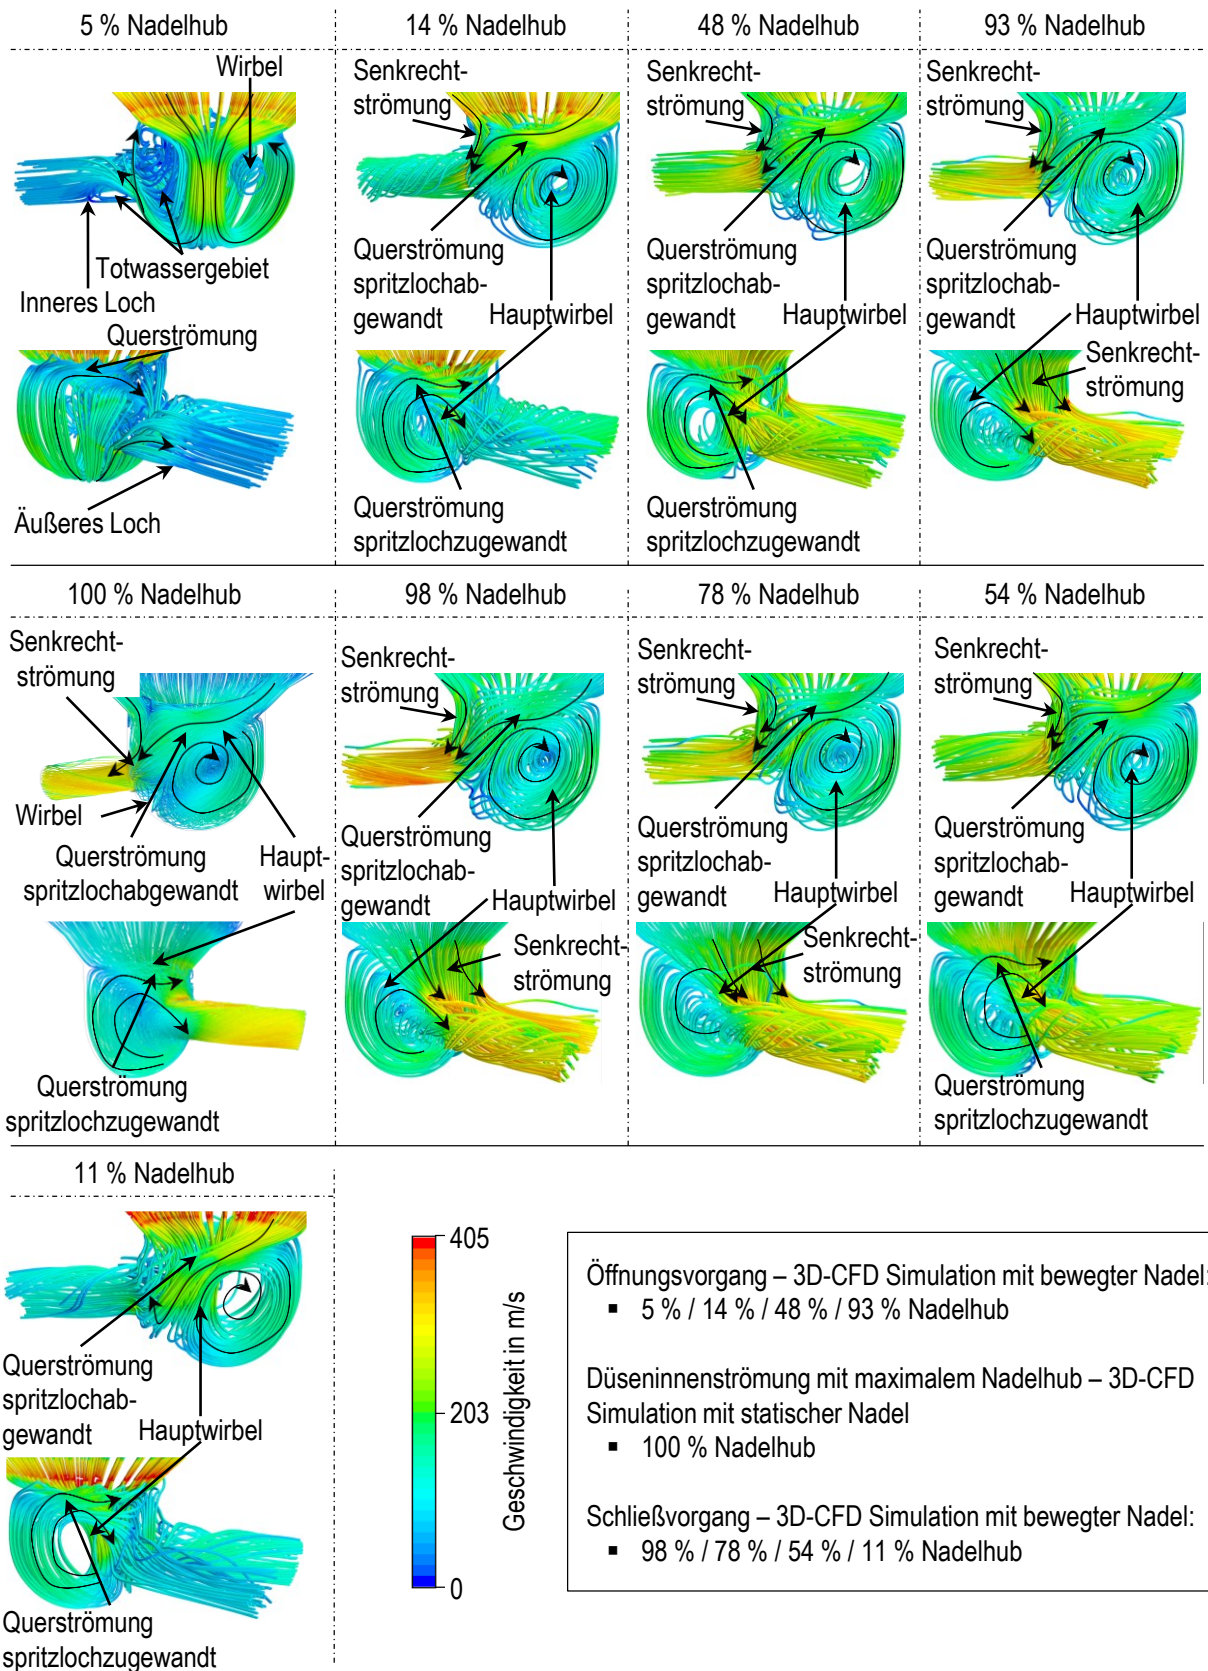 5 % Nadelhub
Wirbel
Totwassergebiet
Inneres Loch
Querströmung
Äußeres Loch
14 % Nadelhub
Senkrecht-
strömung
Querströmung
spritzlochab-
gewandt
Hauptwirbel
Querströmung
spritzlochzugewandt
48 % Nadelhub
Senkrecht-
strömung
Querströmung
spritzlochab-
gewandt
Hauptwirbel
Querströmung
spritzlochzugewandt
93 % Nadelhub
Senkrecht-
strömung
Querströmung
spritzlochab-
gewandt
Hauptwirbel
Senkrecht-
strömung
100 % Nadelhub
Senkrecht-
strömung
Wirbel
Querströmung
spritzlochabgewandt
Haupt-
wirbel
Querströmung
spritzlochzugewandt
98 % Nadelhub
Senkrecht-
strömung
Querströmung
spritzlochab-
gewandt
Hauptwirbel
Senkrecht-
strömung
78 % Nadelhub
Senkrecht-
strömung
Querströmung
spritzlochab-
gewandt
Hauptwirbel
Senkrecht-
strömung
54 % Nadelhub
Senkrecht-
strömung
Querströmung
spritzlochab-
gewandt
Hauptwirbel
Querströmung
spritzlochzugewandt
11 % Nadelhub
Querströmung
spritzlochab-
gewandt
Hauptwirbel
Querströmung
spritzlochzugewandt
405
203
0
Geschwindigkeit in m/s
Öffnungsvorgang – 3D-CFD Simulation mit bewegter Nadel:
▪ 5 % / 14 % / 48 % / 93 % Nadelhub
Düseninnenströmung mit maximalem Nadelhub – 3D-CFD
Simulation mit statischer Nadel
▪ 100 % Nadelhub
Schließvorgang – 3D-CFD Simulation mit bewegter Nadel:
▪ 98 % / 78 % / 54 % / 11 % Nadelhub